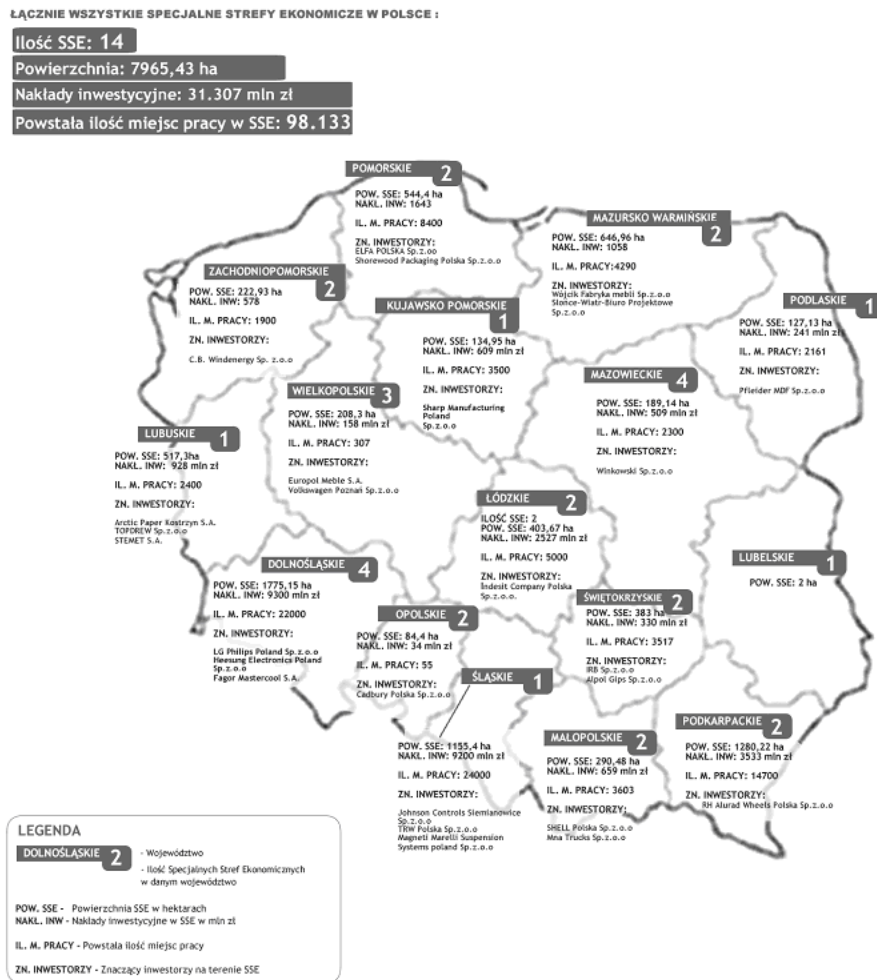 ŁĄCZNIE WSZYSTKIE SPECJALNE STREFY EKONOMICZE W POLSCE :
Ilość SSE: 14
Powierzchnia: 7965,43 ha
Nakłady inwestycyjne: 31.307 mln zł
Powstała ilość miejsc pracy w SSE: 98.133
POMORSKIE 2
POW. SSE: 544,4 ha
NAKŁ. INW: 1643
IL. M. PRACY: 8400
ZN. INWESTORZY:
ELFA POLSKA Sp.z.oo
Shorewood Packaging Polska Sp.z.o.o
MAZURSKO WARMIŃSKIE 2
POW. SSE: 646,96 ha
NAKŁ. INW: 1058
IL. M. PRACY:4290
ZN. INWESTORZY:
Wójcik Fabryka mebli Sp.z.o.o
Słońce-Wiatr-Biuro Projektowe
Sp.z.o.o
ZACHODNIOPOMORSKIE 2
POW. SSE: 222,93 ha
NAKŁ. INW: 578
IL. M. PRACY: 1900
ZN. INWESTORZY:
C.B. Windenergy Sp. z.o.o
KUJAWSKO POMORSKIE 1
POW. SSE: 134,95 ha
NAKŁ. INW: 609 mln zł
IL. M. PRACY: 3500
ZN. INWESTORZY:
Sharp Manufacturing
Poland
Sp.z.o.o
PODLASKIE 1
POW. SSE: 127,13 ha
NAKŁ. INW: 241 mln zł
IL. M. PRACY: 2161
ZN. INWESTORZY:
Pfleider MDF Sp.z.o.o
WIELKOPOLSKIE 3
POW. SSE: 208,3 ha
NAKŁ. INW: 158 mln zł
IL. M. PRACY: 307
ZN. INWESTORZY:
Europol Meble S.A.
Volkswagen Poznań Sp.z.o.o
MAZOWIECKIE 4
POW. SSE: 189,14 ha
NAKŁ. INW: 509 mln zł
IL. M. PRACY: 2300
ZN. INWESTORZY:
Winkowski Sp.z.o.o
LUBUSKIE 1
POW. SSE: 517,3ha
NAKŁ. INW: 928 mln zł
IL. M. PRACY: 2400
ZN. INWESTORZY:
Arctic Paper Kostrzyn S.A.
TOPDREW Sp.z.o.o
STEMET S.A.
ŁÓDZKIE 2
ILOŚĆ SSE: 2
POW. SSE: 403,67 ha
NAKŁ. INW: 2527 mln zł
IL. M. PRACY: 5000
ZN. INWESTORZY:
Indesit Company Polska
Sp.z.o.o.
LUBELSKIE 1
POW. SSE: 2 ha
DOLNOŚLĄSKIE 4
POW. SSE: 1775,15 ha
NAKŁ. INW: 9300 mln zł
IL. M. PRACY: 22000
ZN. INWESTORZY:
LG Philips Poland Sp.z.o.o
Heesung Electronics Poland
Sp.z.o.o
Fagor Mastercool S.A.
OPOLSKIE 2
POW. SSE: 84,4 ha
NAKŁ. INW: 34 mln zł
IL. M. PRACY: 55
ZN. INWESTORZY:
Cadbury Polska Sp.z.o.o
ŚWIĘTOKRZYSKIE 2
POW. SSE: 383 ha
NAKŁ. INW: 330 mln zł
IL. M. PRACY: 3517
ZN. INWESTORZY:
IRB Sp.z.o.o
Alpol Gips Sp.z.o.o
ŚLĄSKIE 1
POW. SSE: 1155,4 ha
NAKŁ. INW: 9200 mln zł
IL. M. PRACY: 24000
ZN. INWESTORZY:
Johnson Controls Siemianowice
Sp.z.o.o
TRW Polska Sp.z.o.o
Magneti Marelli Suspension
Systems poland Sp.z.o.o
MAŁOPOLSKIE 2
POW. SSE: 290,48 ha
NAKŁ. INW: 659 mln zł
IL. M. PRACY: 3603
ZN. INWESTORZY:
SHELL Polska Sp.z.o.o
Mna Trucks Sp.z.o.o
PODKARPACKIE 2
POW. SSE: 1280,22 ha
NAKŁ. INW: 3533 mln zł
IL. M. PRACY: 14700
ZN. INWESTORZY:
RH Alurad Wheels Polska Sp.z.o.o
LEGENDA
DOLNOŚLĄSKIE 2
- Województwo
- Ilość Specjalnych Stref Ekonomicznych
w danym województwo
POW. SSE - Powierzchnia SSE w hektarach
NAKŁ. INW - Nakłady inwestycyjne w SSE w mln zł
IL. M. PRACY - Powstała ilość miejsc pracy
ZN. INWESTORZY - Znaczący inwestorzy na terenie SSE